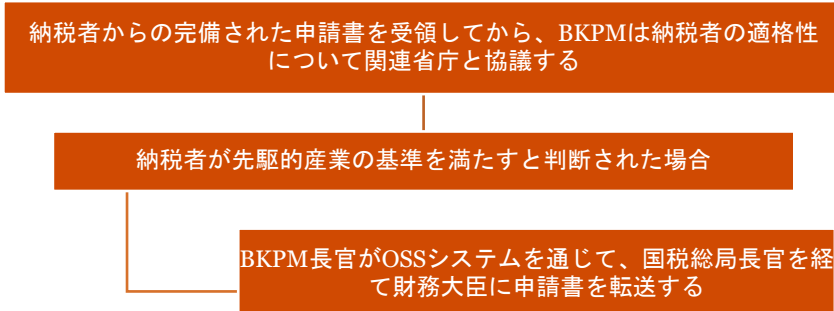 納税者からの完備された申請書を受領してから、BKPMは納税者の適格性
について関連省庁と協議する
納税者が先駆的産業の基準を満たすと判断された場合
BKPM長官がOSSシステムを通じて、国税総局長官を経
て財務大臣に申請書を転送する